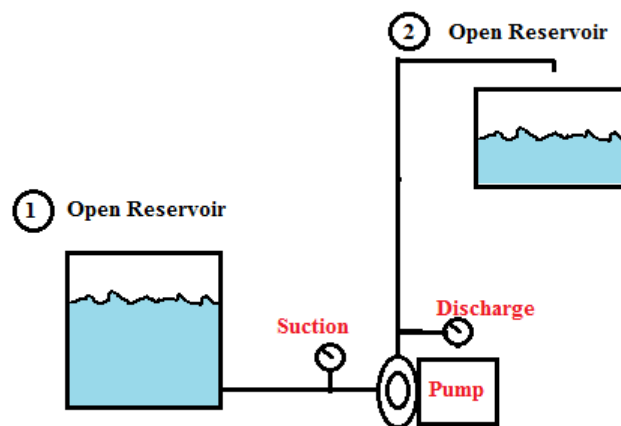 2 Open Reservoir
1 Open Reservoir
Suction
Discharge
Pump